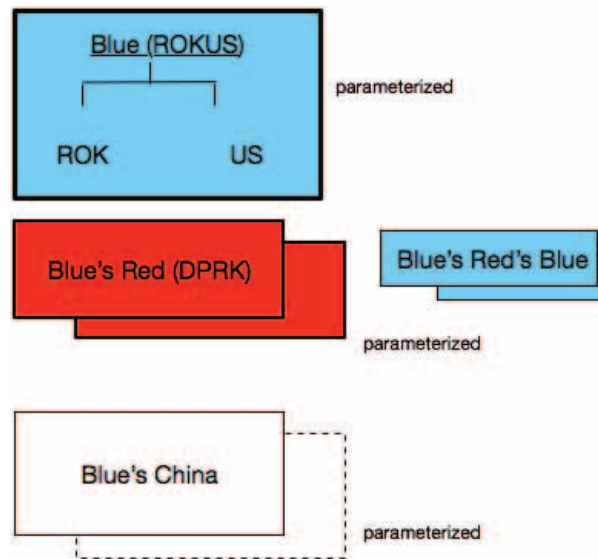 Blue (ROKUS)
parameterized
ROK US
Blue's Red (DPRK)
Blue's Red's Blue
parameterized
Blue's China
parameterized